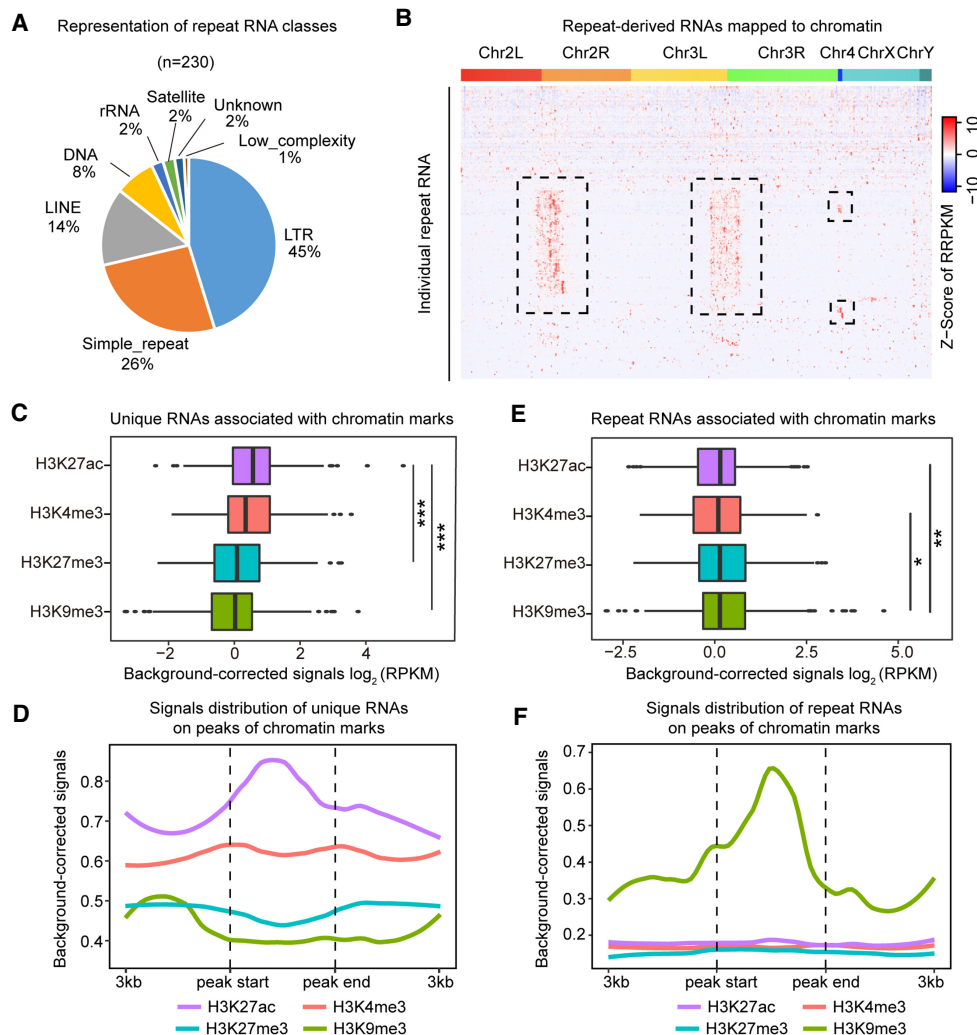 A
Representation of repeat RNA classes
(n=230)
Satellite
2%
Unknown
2%
rRNA
2%
Low_complexity
1%
DNA
8%
LINE
14%
LTR
45%
Simple_repeat
26%
B
Repeat-derived RNAs mapped to chromatin
Chr2L Chr2R Chr3L Chr3R Chr4 ChrX ChrY
Individual repeat RNA
Z-Score of RRPKM
−10 0 10
C
Unique RNAs associated with chromatin marks
H3K27ac
H3K4me3
H3K27me3
H3K9me3
***
***
−2 0 2 4 6
Background-corrected signals log2 (RPKM)
E
Repeat RNAs associated with chromatin marks
H3K27ac
H3K4me3
H3K27me3
H3K9me3
*
**
−2.5 0.0 2.5 5.0
Background-corrected signals log2 (RPKM)
D
Signals distribution of unique RNAs
on peaks of chromatin marks
Background-corrected signals
0.8
0.7
0.6
0.5
0.4
3kb peak start peak end 3kb
H3K27ac H3K4me3
H3K27me3 H3K9me3
F
Signals distribution of repeat RNAs
on peaks of chromatin marks
Background-corrected signals
0.7
0.6
0.5
0.4
0.3
0.2
3kb peak start peak end 3kb
H3K27ac H3K4me3
H3K27me3 H3K9me3